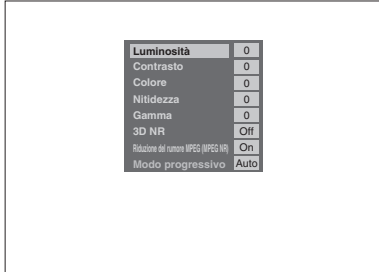 Luminosità 0
Contrasto 0
Colore 0
Nitidezza 0
Gamma 0
3D NR Off
Riduzione del rumore MPEG (MPEG NR) On
Modo progressivo Auto